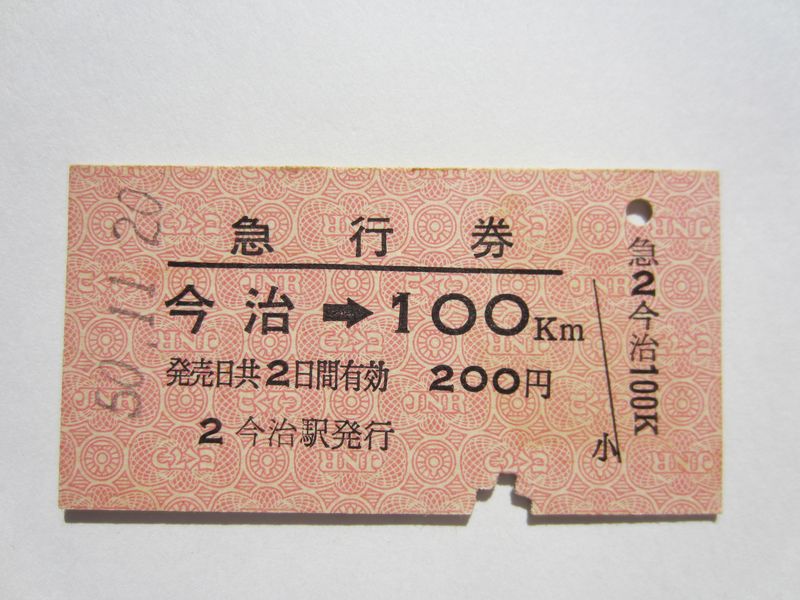 急行券
今治➡100Km
発売日共2日間有効 200円
2 今治駅発行
50.11.20
急2今治100K
小
JNR